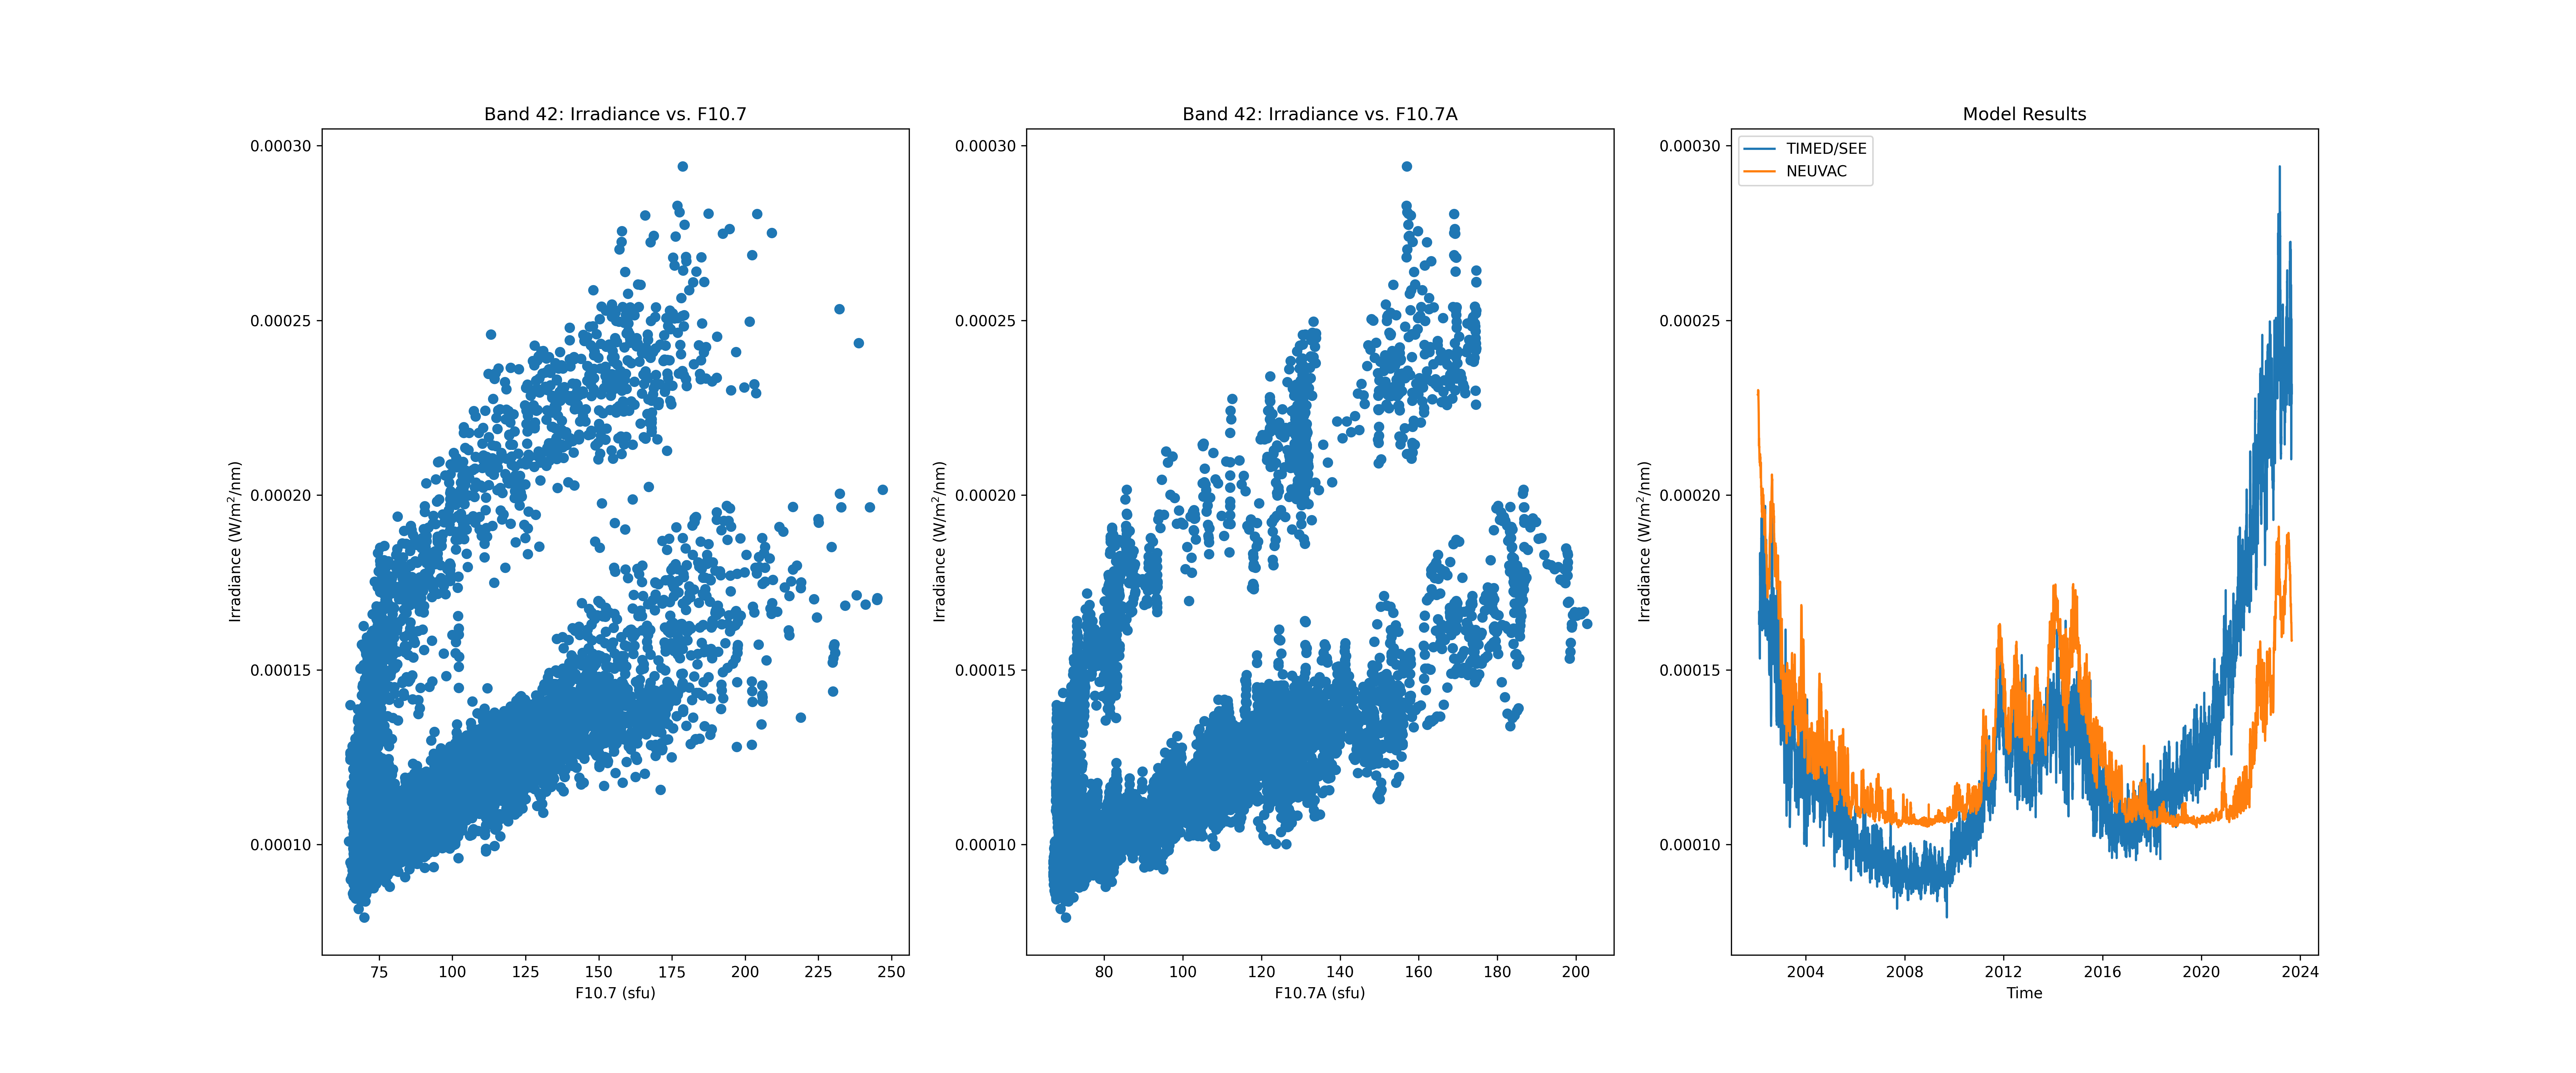 Band 42: Irradiance vs. F10.7
0.00030
0.00025
0.00020
0.00015
0.00010
Irradiance (W/m²/nm)
75 100 125 150 175 200 225 250
F10.7 (sfu)
Band 42: Irradiance vs. F10.7A
0.00030
0.00025
0.00020
0.00015
0.00010
Irradiance (W/m²/nm)
80 100 120 140 160 180 200
F10.7A (sfu)
Model Results
TIMED/SEE
NEUVAC
0.00030
0.00025
0.00020
0.00015
0.00010
Irradiance (W/m²/nm)
2004 2008 2012 2016 2020 2024
Time